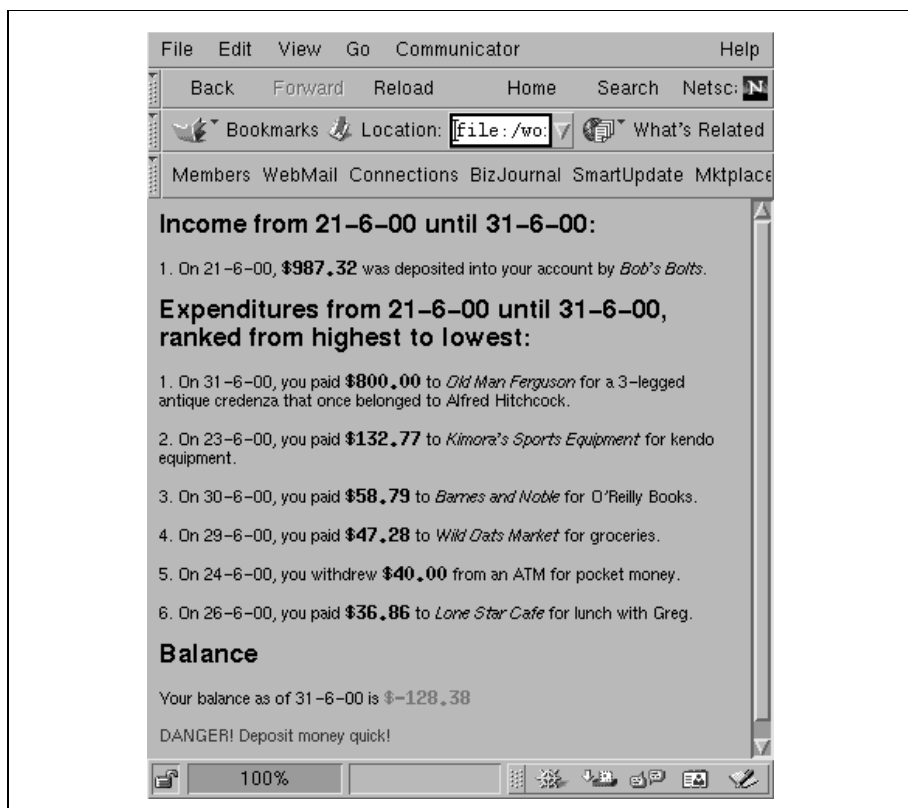 File Edit View Go Communicator Help
Back Forward Reload Home Search Netsc
Bookmarks Location: file:/wo What's Related
Members WebMail Connections BizJournal SmartUpdate Mktplace
Income from 21-6-00 until 31-6-00:
1. On 21-6-00, $987.32 was deposited into your account by Bob's Bolts.
Expenditures from 21-6-00 until 31-6-00,
ranked from highest to lowest:
1. On 31-6-00, you paid $800.00 to Old Man Ferguson for a 3-legged
antique credenza that once belonged to Alfred Hitchcock.
2. On 23-6-00, you paid $132.77 to Kimora's Sports Equipment for kendo
equipment.
3. On 30-6-00, you paid $58.79 to Barnes and Noble for O'Reilly Books.
4. On 29-6-00, you paid $47.28 to Wild Oats Market for groceries.
5. On 24-6-00, you withdrew $40.00 from an ATM for pocket money.
6. On 26-6-00, you paid $36.86 to Lone Star Cafe for lunch with Greg.
Balance
Your balance as of 31-6-00 is $-128.38
DANGER! Deposit money quick!
100%